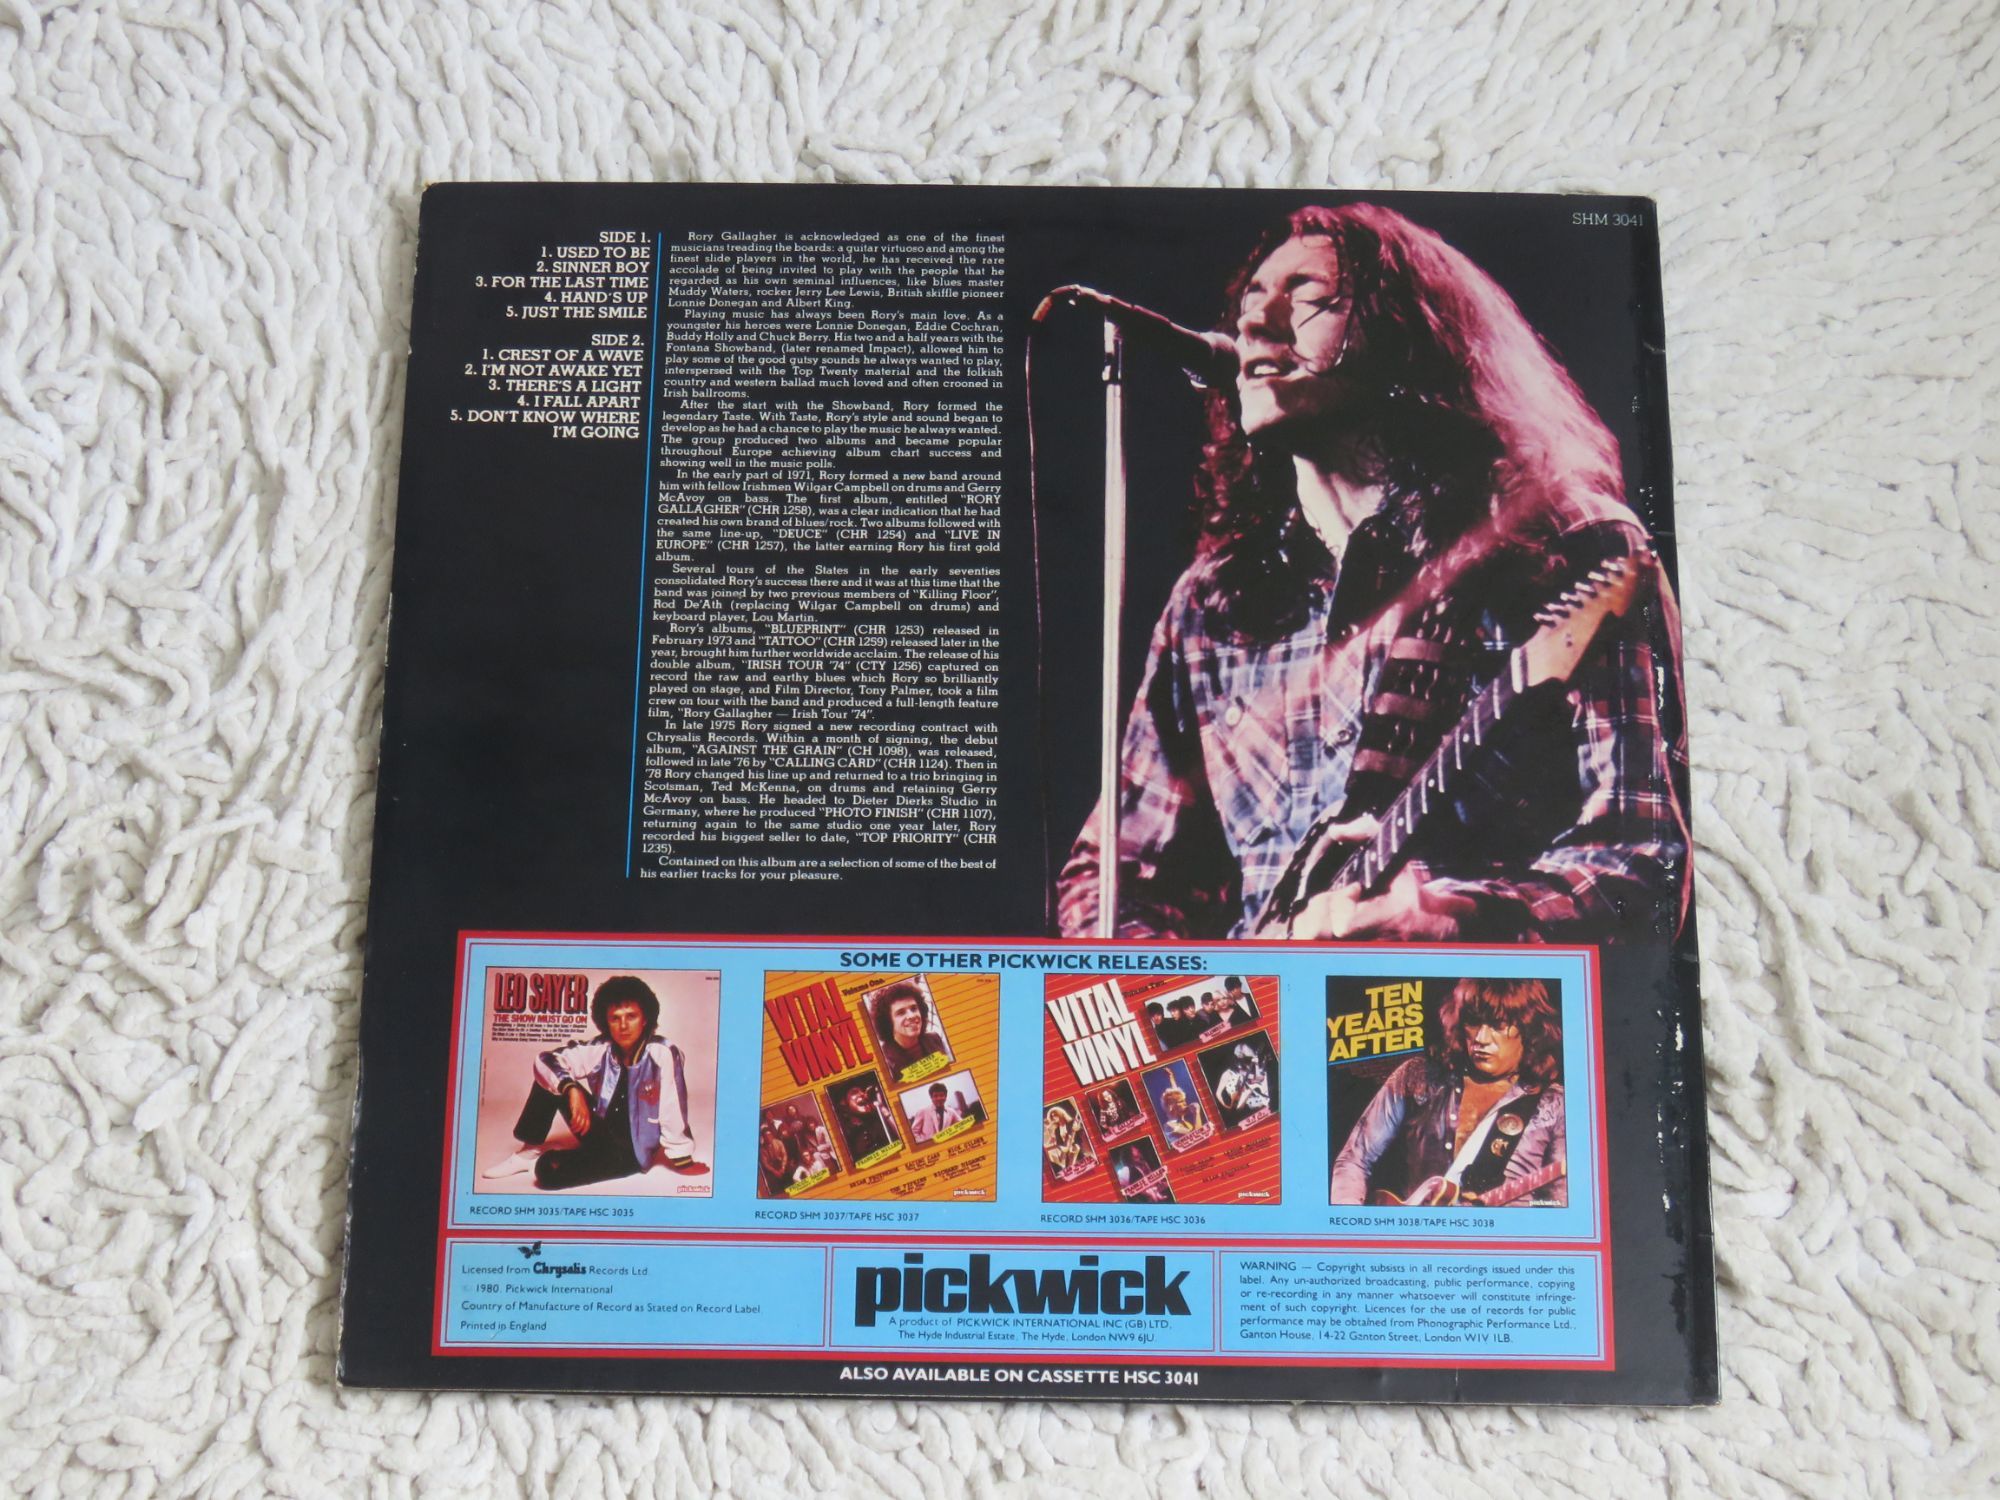 SHM 3041
SIDE 1.
1. USED TO BE
2. SINNER BOY
3. FOR THE LAST TIME
4. HAND'S UP
5. JUST THE SMILE
SIDE 2.
1. CREST OF A WAVE
2. I'M NOT AWAKE YET
3. THERE'S A LIGHT
4. I FALL APART
5. DON'T KNOW WHERE
I'M GOING
Rory Gallagher is acknowledged as one of the finest
musicians treading the boards: a guitar virtuoso and among the
finest slide players in the world, he has received the rare
accolade of being invited to play with the people that he
regarded as his own seminal influences, like blues master
Muddy Waters, rocker Jerry Lee Lewis, British skiffle pioneer
Lonnie Donegan and Albert King.
Playing music has always been Rory's main love. As a
youngster his heroes were Lonnie Donegan, Eddie Cochran,
Buddy Holly and Chuck Berry. His two and a half years with the
Fontana Showband, (later renamed Impact), allowed him to
play some of the good gutsy sounds he always wanted to play,
interspersed with the Top Twenty material and the folkish
country and western ballad much loved and often crooned in
Irish ballrooms.
After the start with the Showband, Rory formed the
legendary Taste. With Taste, Rory's style and sound began to
develop as he had a chance to play the music he always wanted.
The group produced two albums and became popular
throughout Europe achieving album chart success and
showing well in the music polls.
In the early part of 1971, Rory formed a new band around
him with fellow Irishmen Wilgar Campbell on drums and Gerry
McAvoy on bass. The first album, entitled "RORY
GALLAGHER" (CHR 1258), was a clear indication that he had
created his own brand of blues/rock. Two albums followed with
the same line-up, "DEUCE" (CHR 1254) and "LIVE IN
EUROPE" (CHR 1257), the latter earning Rory his first gold
album.
Several tours of the States in the early seventies
consolidated Rory's success there and it was at this time that the
band was joined by two previous members of "Killing Floor",
Rod De'Ath (replacing Wilgar Campbell on drums) and
keyboard player, Lou Martin.
Rory's albums, "BLUEPRINT" (CHR 1253) released in
February 1973 and "TATTOO" (CHR 1259) released later in the
year, brought him further worldwide acclaim. The release of his
double album, "IRISH TOUR '74" (CTY 1256) captured on
record the raw and earthy blues which Rory so brilliantly
played on stage, and Film Director, Tony Palmer, took a film
crew on tour with the band and produced a full-length feature
film, "Rory Gallagher — Irish Tour '74".
In late 1975 Rory signed a new recording contract with
Chrysalis Records. Within a month of signing, the debut
album, "AGAINST THE GRAIN" (CH 1098), was released,
followed in late '76 by "CALLING CARD" (CHR 1124). Then in
'78 Rory changed his line up and returned to a trio bringing in
Scotsman, Ted McKenna, on drums and retaining Gerry
McAvoy on bass. He headed to Dieter Dierks Studio in
Germany, where he produced "PHOTO FINISH" (CHR 1107),
returning again to the same studio one year later, Rory
recorded his biggest seller to date, "TOP PRIORITY" (CHR
1235).
Contained on this album are a selection of some of the best of
his earlier tracks for your pleasure.
SOME OTHER PICKWICK RELEASES:
LEO SAYER
THE SHOW MUST GO ON
pickwick
RECORD SHM 3035/TAPE HSC 3035
VITAL VINYL
Volume One.
pickwick
RECORD SHM 3037/TAPE HSC 3037
VITAL VINYL
Volume Two.
pickwick
RECORD SHM 3036/TAPE HSC 3036
TEN
YEARS
AFTER
pickwick
RECORD SHM 3038/TAPE HSC 3038
Licensed from Chrysalis Records Ltd.
© 1980. Pickwick International
Country of Manufacture of Record as Stated on Record Label.
Printed in England
pickwick
A product of PICKWICK INTERNATIONAL INC (GB) LTD,
The Hyde Industrial Estate, The Hyde, London NW9 6JU.
WARNING — Copyright subsists in all recordings issued under this
label. Any un-authorized broadcasting, public performance, copying
or re-recording in any manner whatsoever will constitute infringe-
ment of such copyright. Licences for the use of records for public
performance may be obtained from Phonographic Performance Ltd.,
Ganton House, 14-22 Ganton Street, London W1V 1LB.
ALSO AVAILABLE ON CASSETTE HSC 3041